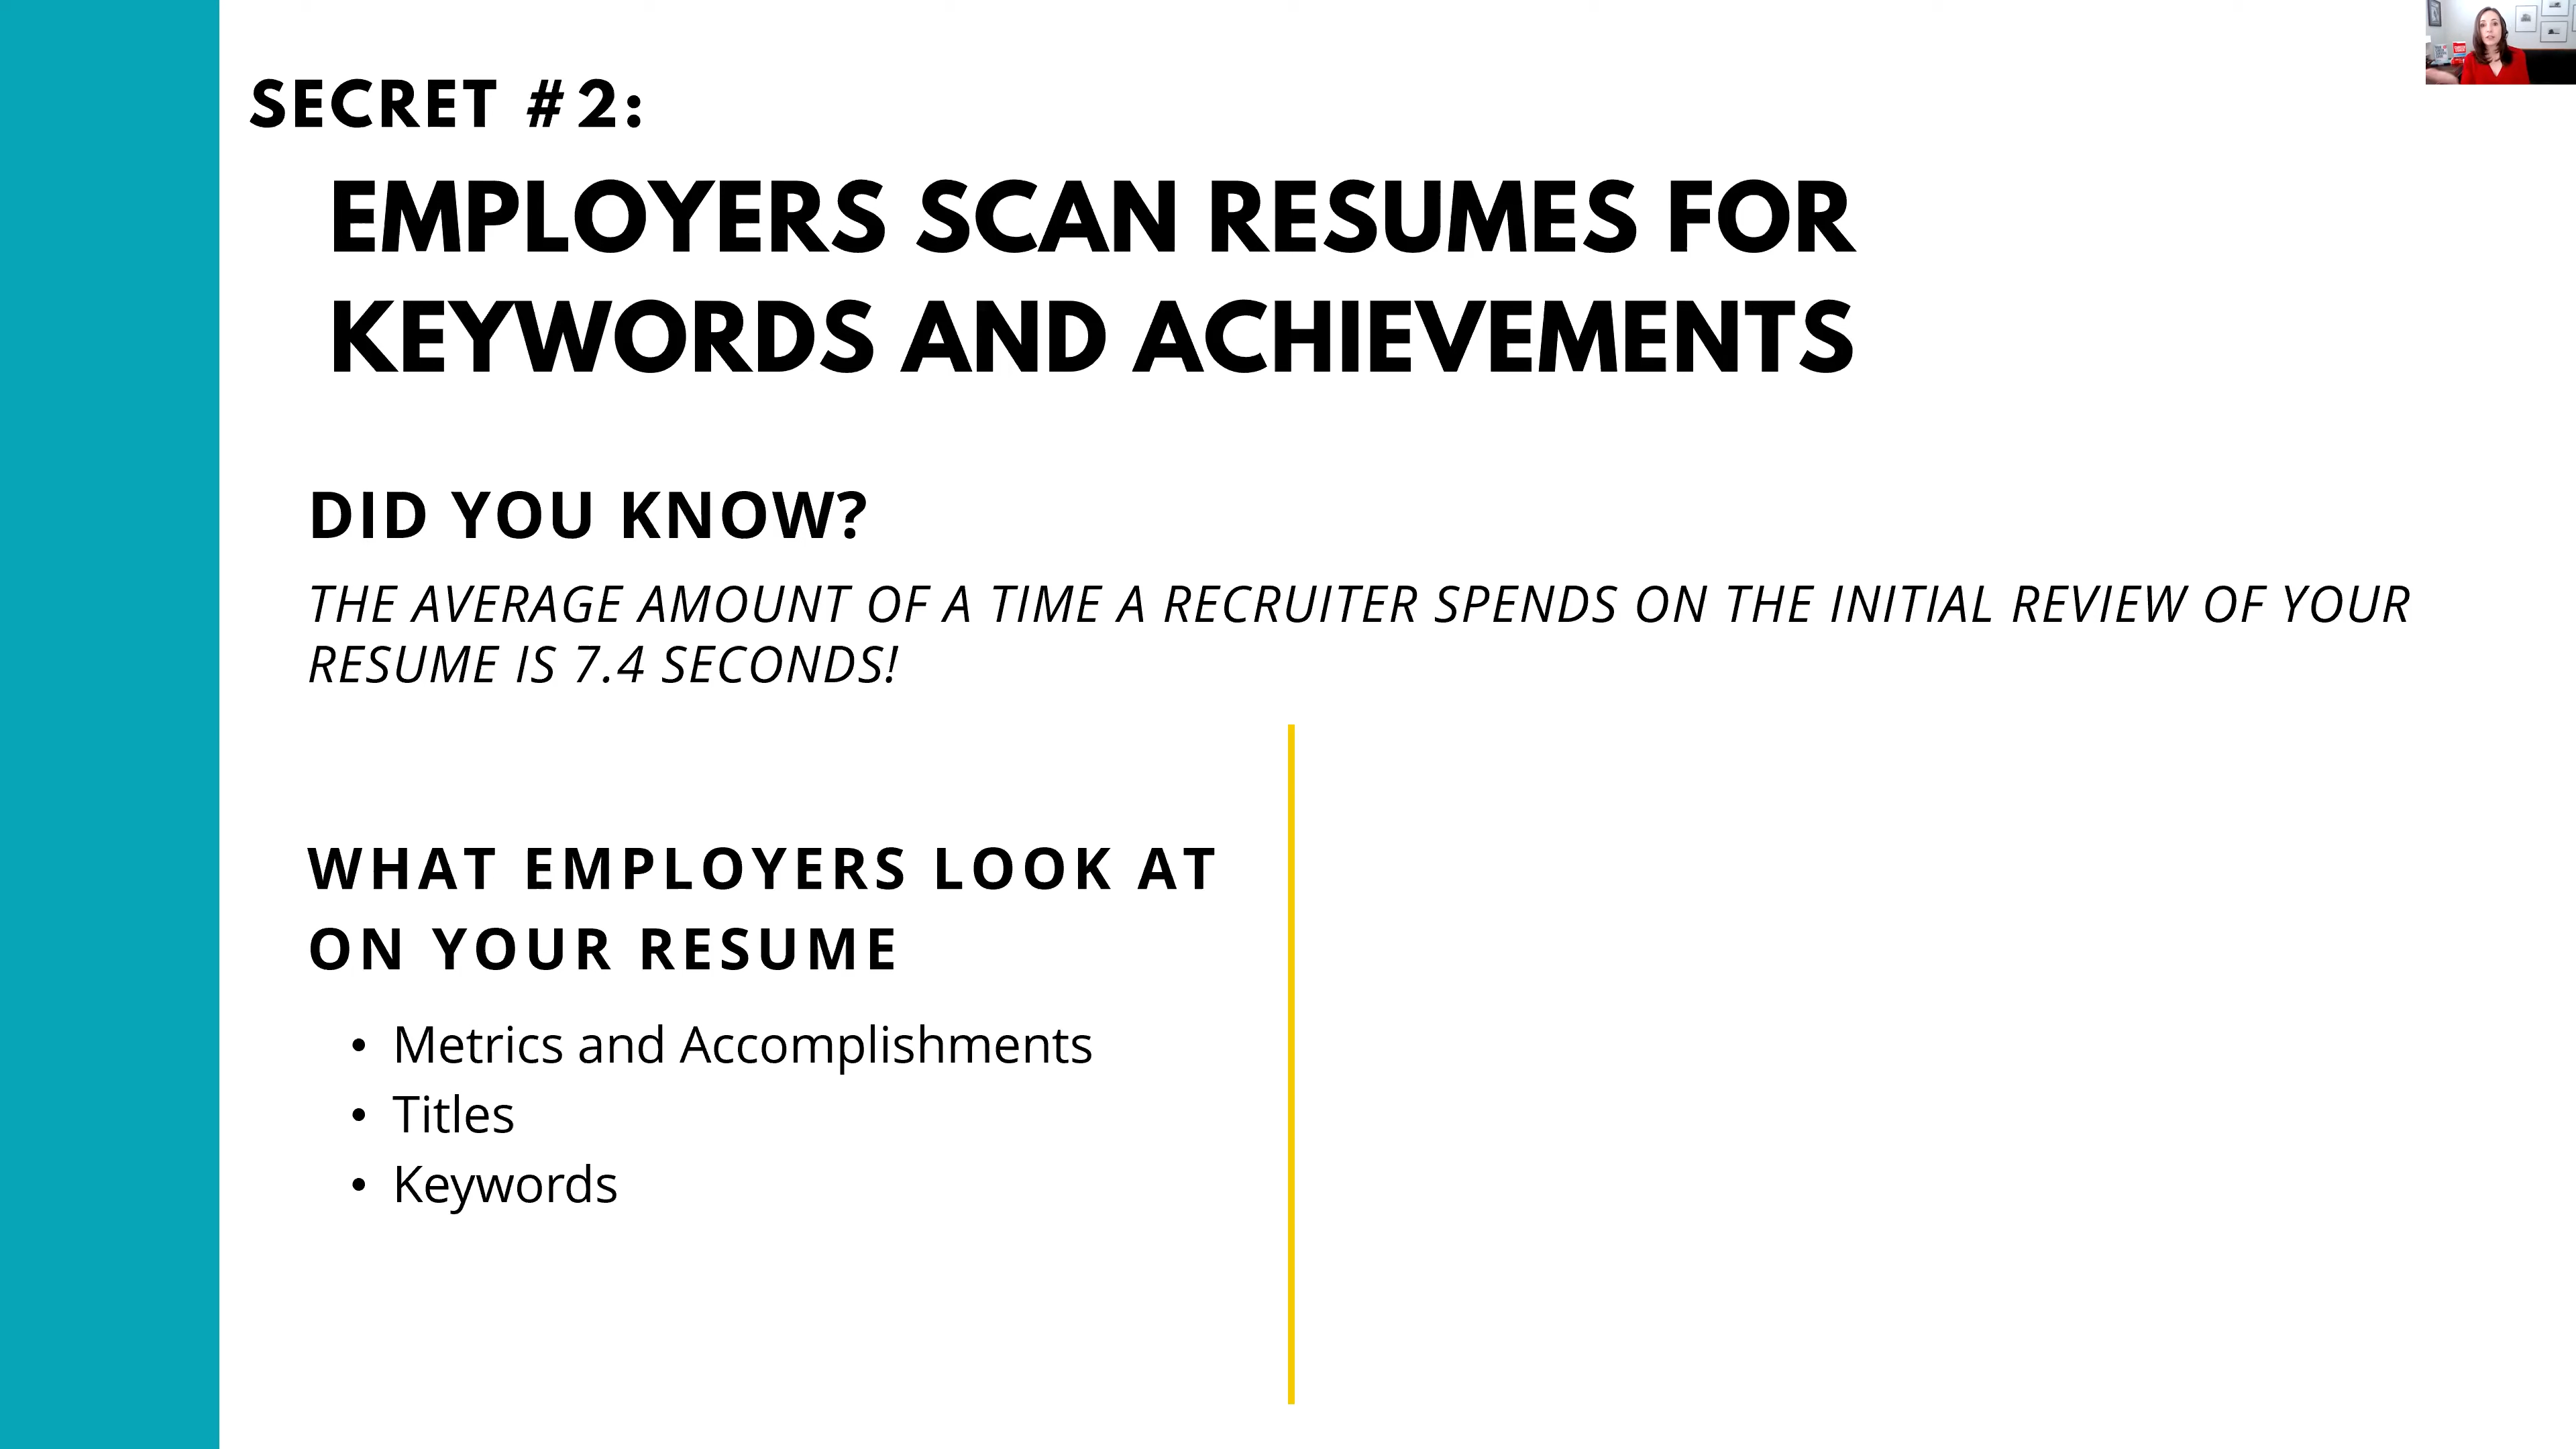 SECRET #2:
EMPLOYERS SCAN RESUMES FOR
KEYWORDS AND ACHIEVEMENTS
DID YOU KNOW?
THE AVERAGE AMOUNT OF A TIME A RECRUITER SPENDS ON THE INITIAL REVIEW OF YOUR
RESUME IS 7.4 SECONDS!
WHAT EMPLOYERS LOOK AT
ON YOUR RESUME
• Metrics and Accomplishments
• Titles
• Keywords